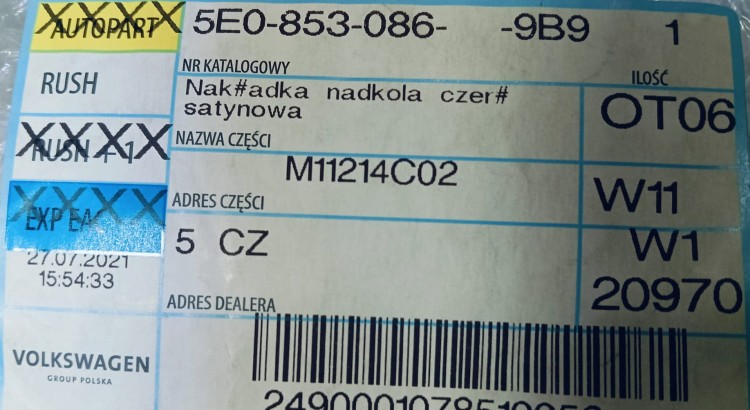 AUTOPART
5E0-853-086- -9B9 1
NR KATALOGOWY
ILOŚĆ
RUSH
Nak#adka nadkola czer#
satynowa
OT06
RUSH + 1
NAZWA CZĘŚCI
M11214C02
ADRES CZĘŚCI
W11
EXP
5 CZ
W1
27.07.2021
15:54:33
20970
ADRES DEALERA
VOLKSWAGEN
GROUP POLSKA